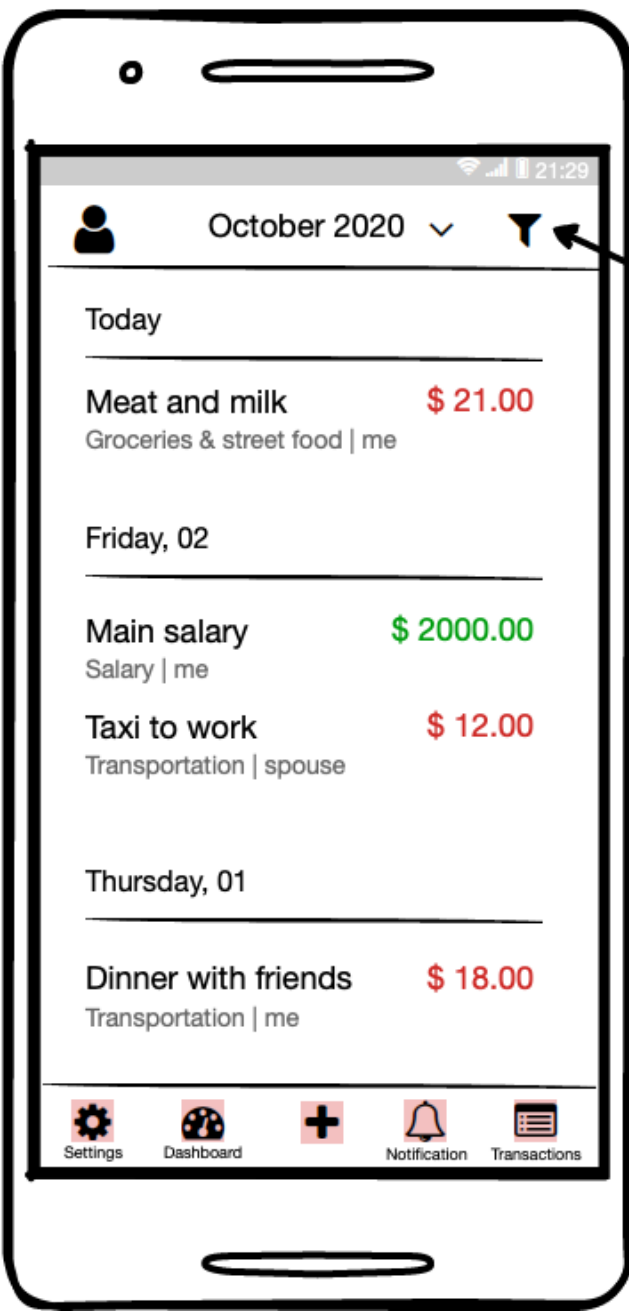 21:29
October 2020
Today
Meat and milk $ 21.00
Groceries & street food | me
Friday, 02
Main salary $ 2000.00
Salary | me
Taxi to work $ 12.00
Transportation | spouse
Thursday, 01
Dinner with friends $ 18.00
Transportation | me
Settings Dashboard Notification Transactions